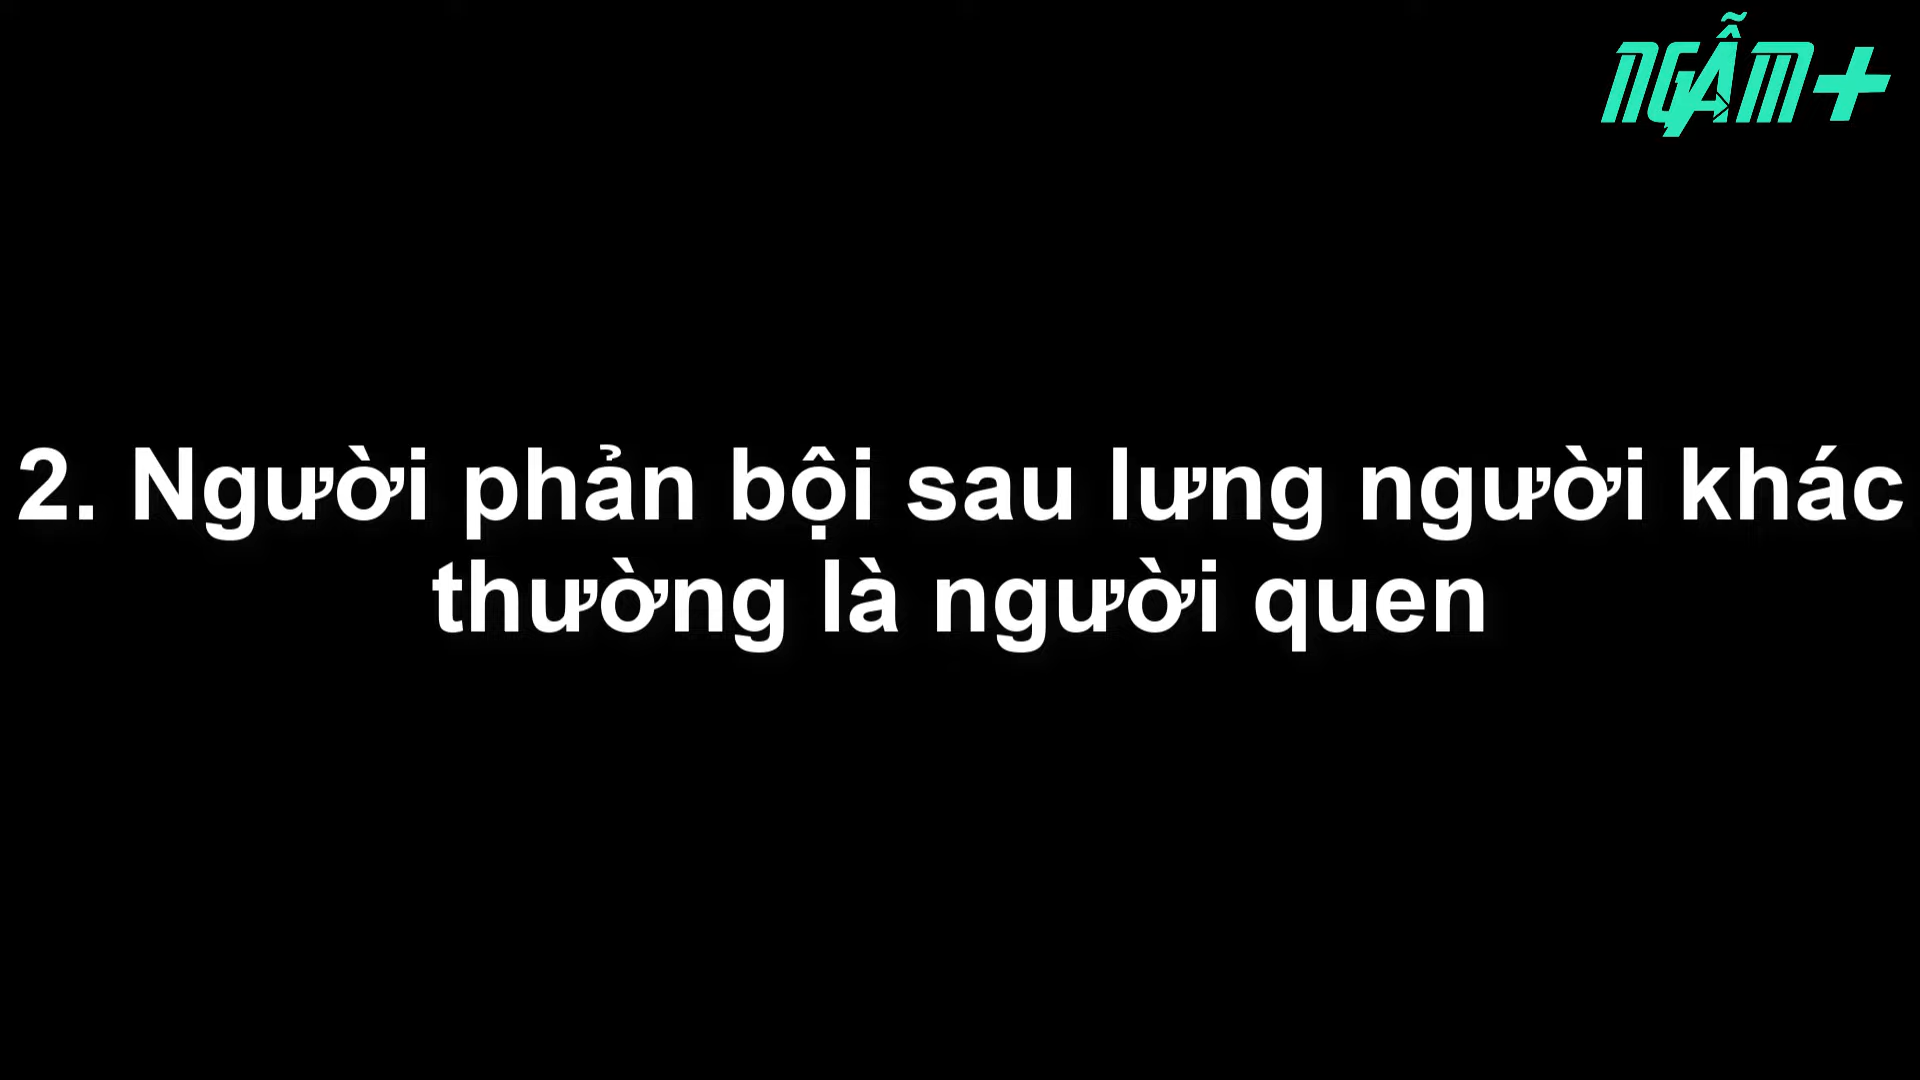 NGẪM+
2. Người phản bội sau lưng người khác
thường là người quen